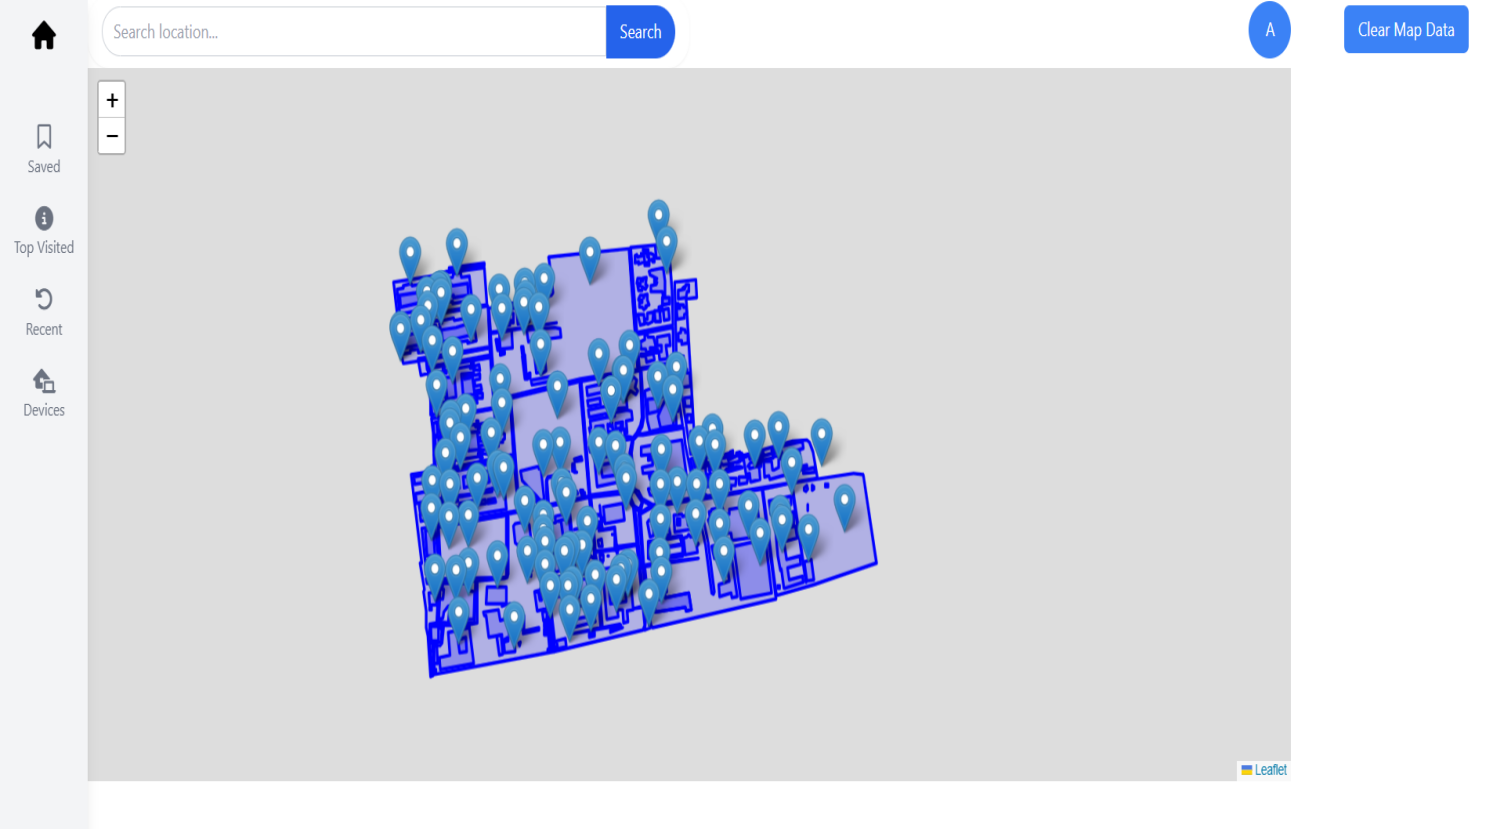 Search location...
Search
A
Clear Map Data
+
−
Saved
Top Visited
Recent
Devices
Leaflet